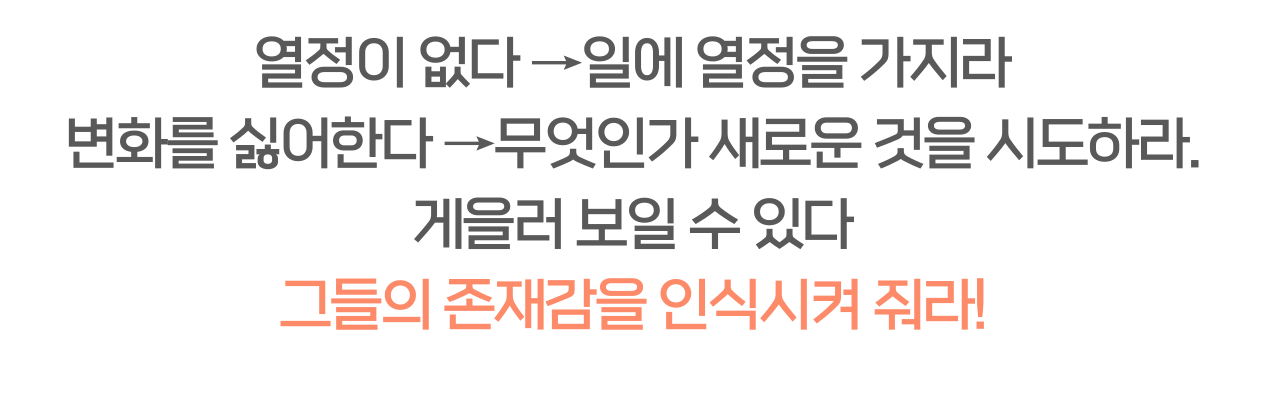 열정이 없다 →일에 열정을 가지라
변화를 싫어한다 →무엇인가 새로운 것을 시도하라.
게을러 보일 수 있다
그들의 존재감을 인식시켜 줘라!